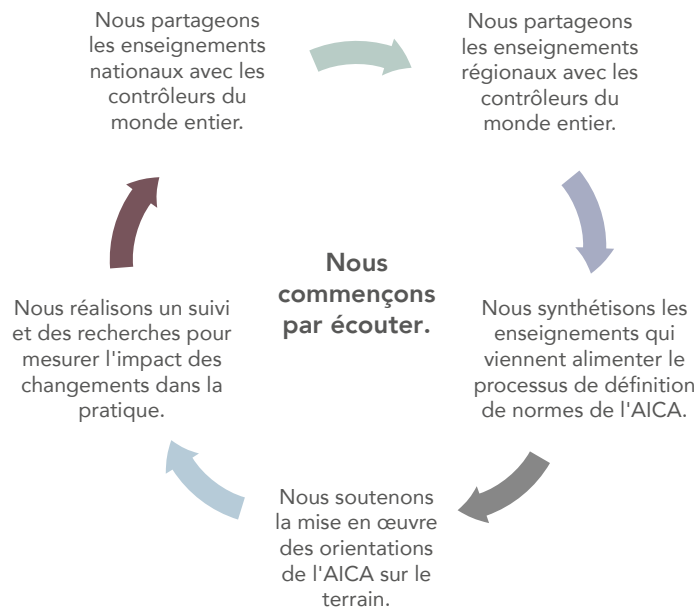 Nous partageons
les enseignements
nationaux avec les
contrôleurs du
monde entier.
Nous partageons
les enseignements
régionaux avec les
contrôleurs du
monde entier.
Nous
commençons
par écouter.
Nous synthétisons les
enseignements qui
viennent alimenter le
processus de définition
de normes de l'AICA.
Nous soutenons
la mise en œuvre
des orientations
de l'AICA sur le
terrain.
Nous réalisons un suivi
et des recherches pour
mesurer l'impact des
changements dans la
pratique.